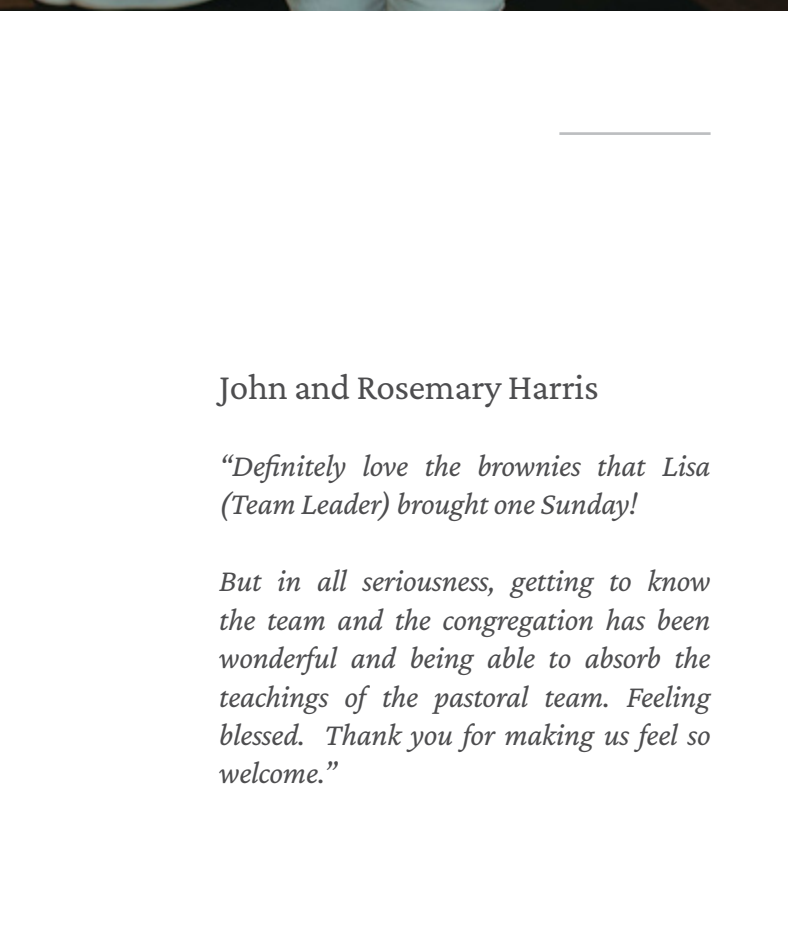 John and Rosemary Harris
“Definitely love the brownies that Lisa
(Team Leader) brought one Sunday!
But in all seriousness, getting to know
the team and the congregation has been
wonderful and being able to absorb the
teachings of the pastoral team. Feeling
blessed.  Thank you for making us feel so
welcome.”